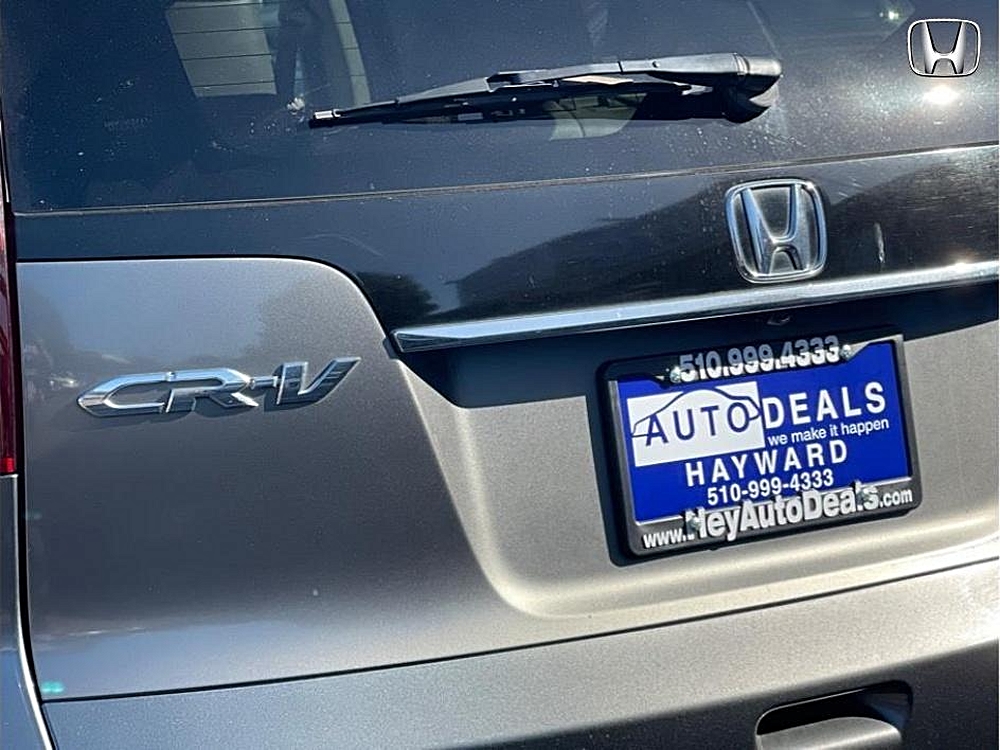 CR-V
510.999.4333
AUTO DEALS
we make it happen
HAYWARD
510-999-4333
www.HeyAutoDeals.com